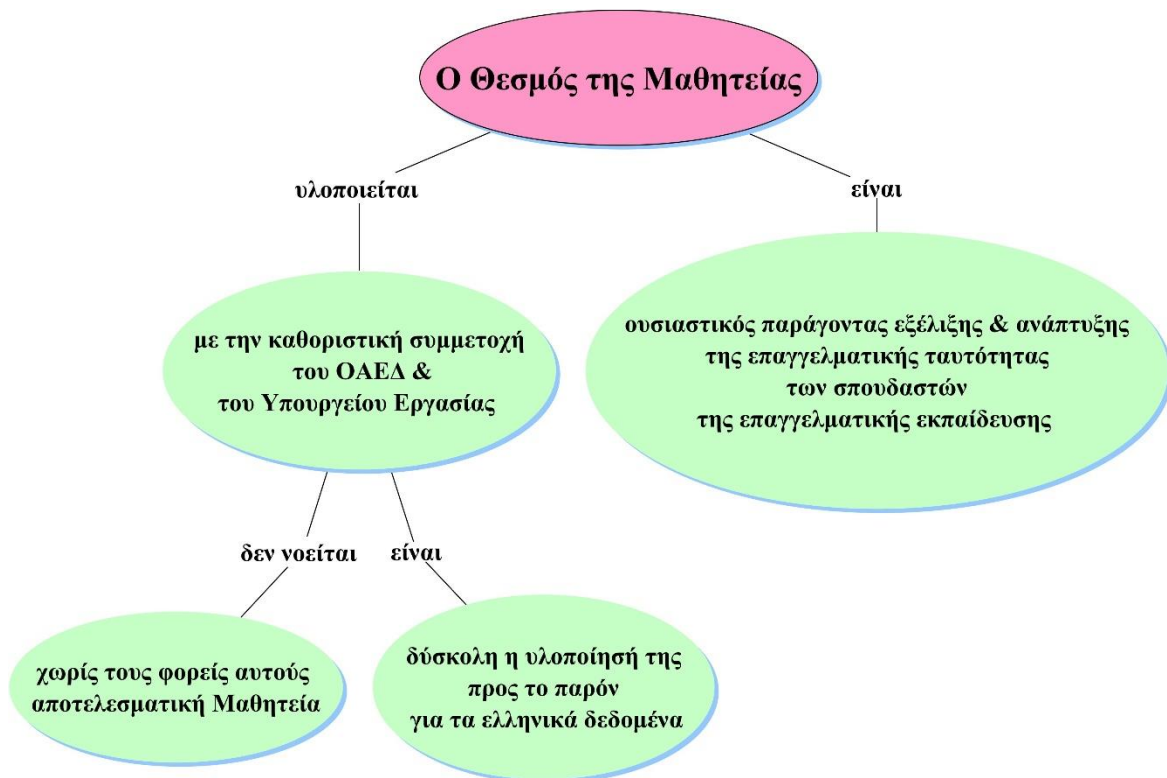 Ο Θεσμός της Μαθητείας
υλοποιείται
είναι
με την καθοριστική συμμετοχή
του ΟΑΕΔ &
του Υπουργείου Εργασίας
ουσιαστικός παράγοντας εξέλιξης & ανάπτυξης
της επαγγελματικής ταυτότητας
των σπουδαστών
της επαγγελματικής εκπαίδευσης
δεν νοείται
είναι
χωρίς τους φορείς αυτούς
αποτελεσματική Μαθητεία
δύσκολη η υλοποίησή της
προς το παρόν
για τα ελληνικά δεδομένα